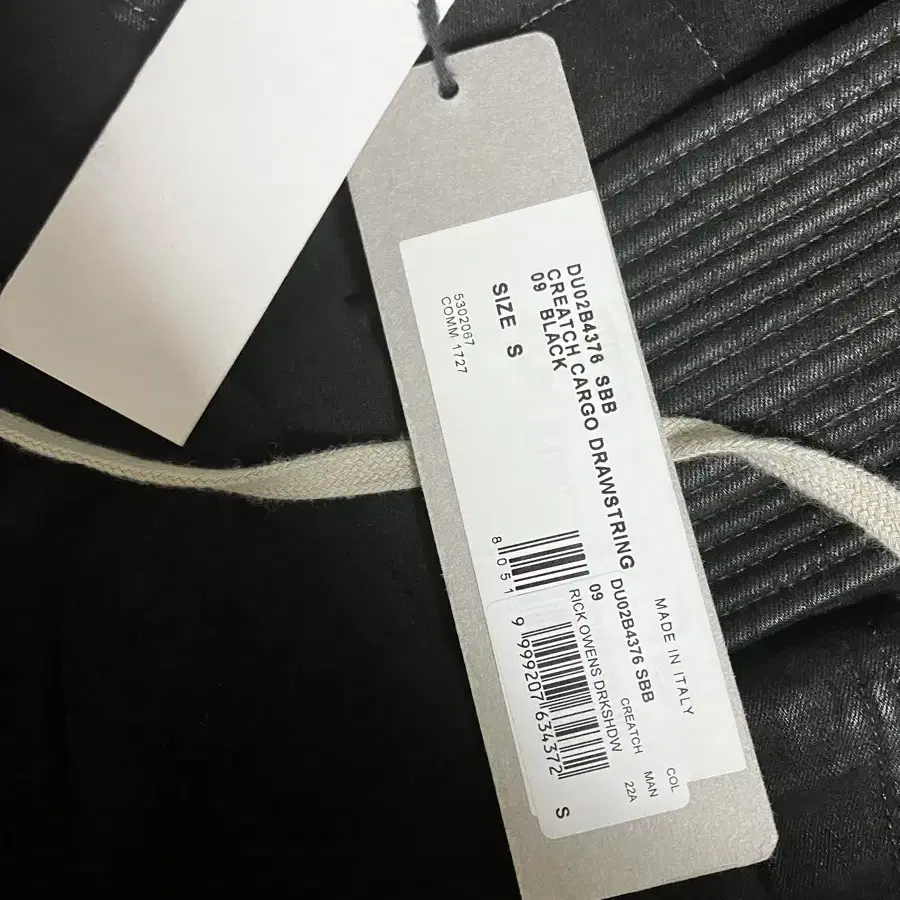 DU02B4376 SBB
CREATCH CARGO DRAWSTRING
09 BLACK
SIZE S
5302067
COMM 1727
8051
MADE IN ITALY
DU02B4376 SBB
09
CREATCH
RICK OWENS DRKSHDW
COL
MAN
22A
9 999207 634372
S